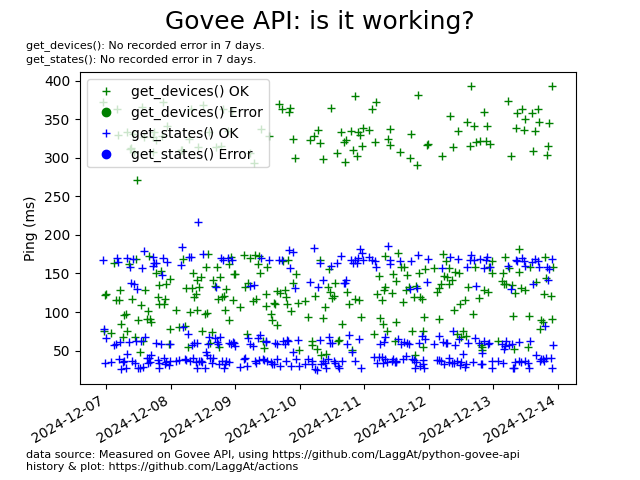 Govee API: is it working?
get_devices(): No recorded error in 7 days.
get_states(): No recorded error in 7 days.
400
350
300
250
200
150
100
50
Ping (ms)
get_devices() OK
get_devices() Error
get_states() OK
get_states() Error
2024-12-07
2024-12-08
2024-12-09
2024-12-10
2024-12-11
2024-12-12
2024-12-13
2024-12-14
data source: Measured on Govee API, using https://github.com/LaggAt/python-govee-api
history & plot: https://github.com/LaggAt/actions